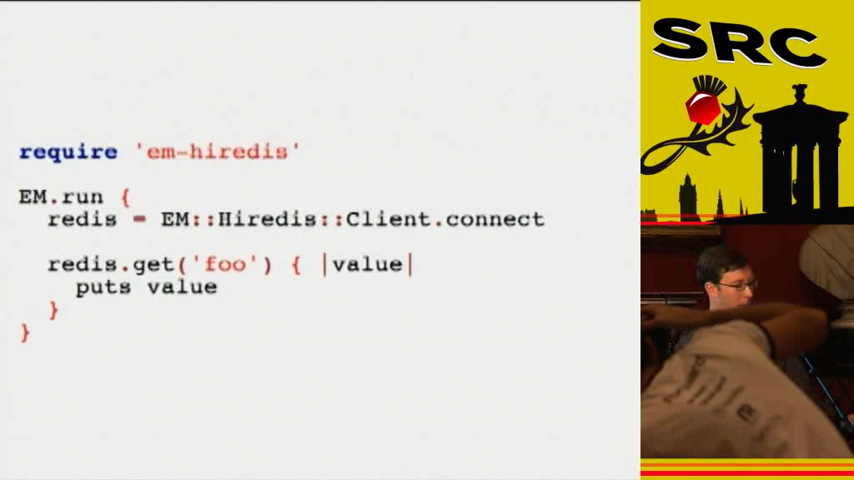 require 'em-hiredis'
EM.run {
redis = EM::Hiredis::Client.connect
redis.get('foo') { |value|
puts value
}
}
SRC